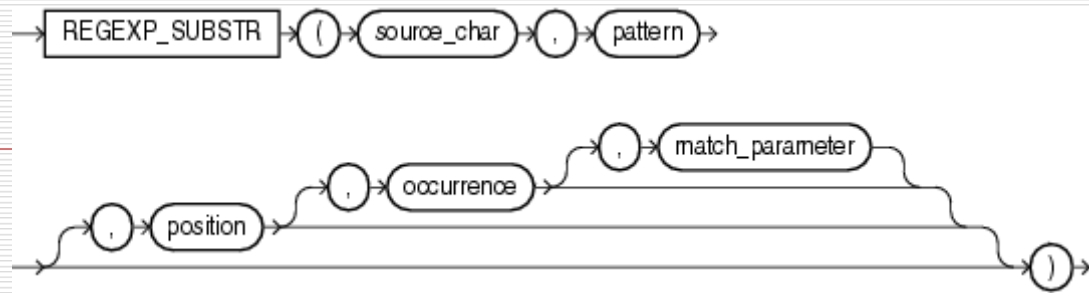 REGEXP_SUBSTR ( source_char , pattern
, match_parameter
, occurrence
, position
)